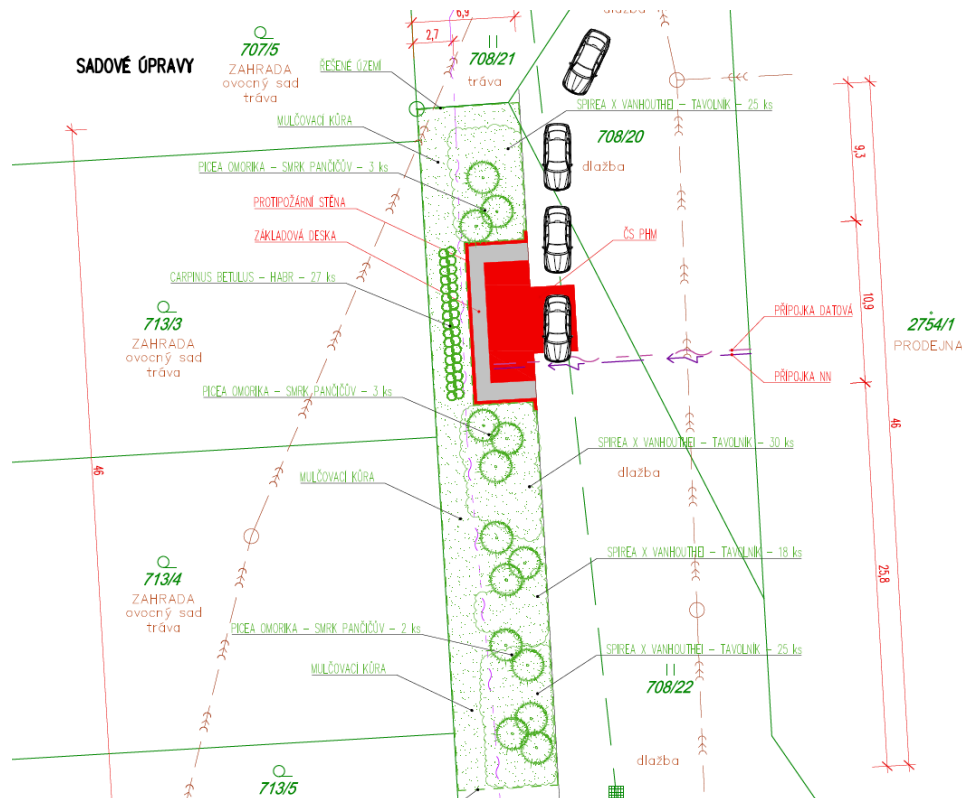 dlažba
6,9
2,7
707/5
708/21
SADOVÉ ÚPRAVY
ZAHRADA
ovocný sad
tráva
ŘEŠENÉ ÚZEMÍ
tráva
SPIREA X VANHOUTHEI – TAVOLNÍK – 25 ks
MULČOVACÍ KŮRA
708/20
9,3
PICEA OMORIKA – SMRK PANČIČŮV – 3 ks
dlažba
PROTIPOŽÁRNÍ STĚNA
ZÁKLADOVÁ DESKA
ČS PHM
CARPINUS BETULUS – HABR – 27 ks
10,9
713/3
PŘÍPOJKA DATOVÁ
2754/1
ZAHRADA
ovocný sad
tráva
PRODEJNA
PŘÍPOJKA NN
PICEA OMORIKA – SMRK PANČIČŮV – 3 ks
46
SPIREA X VANHOUTHEI – TAVOLNÍK – 30 ks
46
dlažba
MULČOVACÍ KŮRA
SPIREA X VANHOUTHEI – TAVOLNÍK – 18 ks
25,8
713/4
ZAHRADA
ovocný sad
tráva
PICEA OMORIKA – SMRK PANČIČŮV – 2 ks
SPIREA X VANHOUTHEI – TAVOLNÍK – 25 ks
MULČOVACÍ KŮRA
708/22
dlažba
713/5